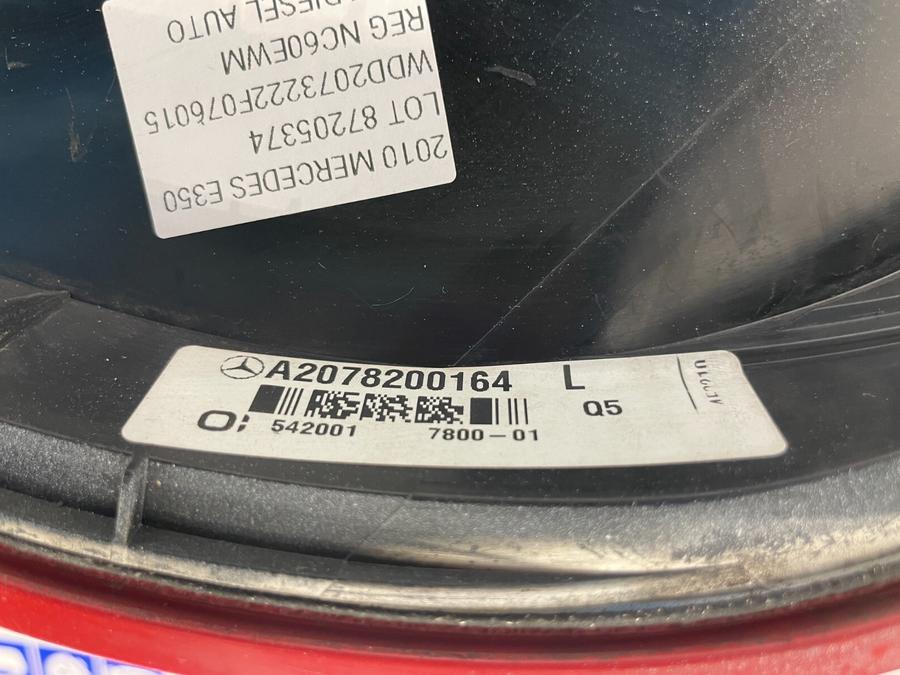 2010 MERCEDES E350
LOT 87205374
WDD2073222F076015
REG NC60EWM
DIESEL AUTO
A2078200164 L
Q5
542001 7800-01